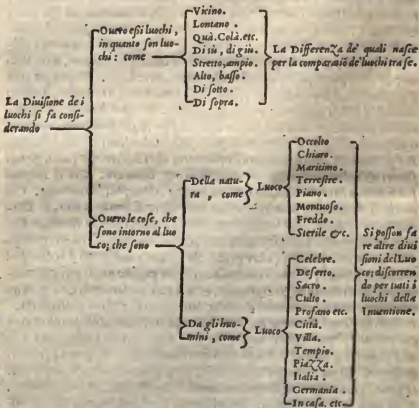 La Diuisione de i
luochi si fa consi-
derando
Ouero eßi luochi,
in quanto son luo-
chi: come
Vicino.
Lontano.
Quà.Colà.etc.
Di sù, di giù.
Stretto,ampio.
Alto, basso.
Di sotto.
Di sopra.
La Differenza de' quali nasce
per la comparatiõ de'luochi tra se.
Ouero le cose, che
sono intorno al luo
co; che sono
Della natu-
ra, come
Luoco
Occolto
Chiaro.
Maritimo.
Terrestre.
Piano.
Montuoso.
Freddo.
Sterile &c.
Da gli huo-
mini, come
Luoco
Celebre.
Deserto.
Sacro.
Culto.
Profano etc.
Città.
Villa.
Tempio.
Piazza.
Italia.
Germania.
In casa. etc
Si posson fa
re altre diui
sioni del Luo
co; discorren
do per tutti i
luochi della
Inuentione.